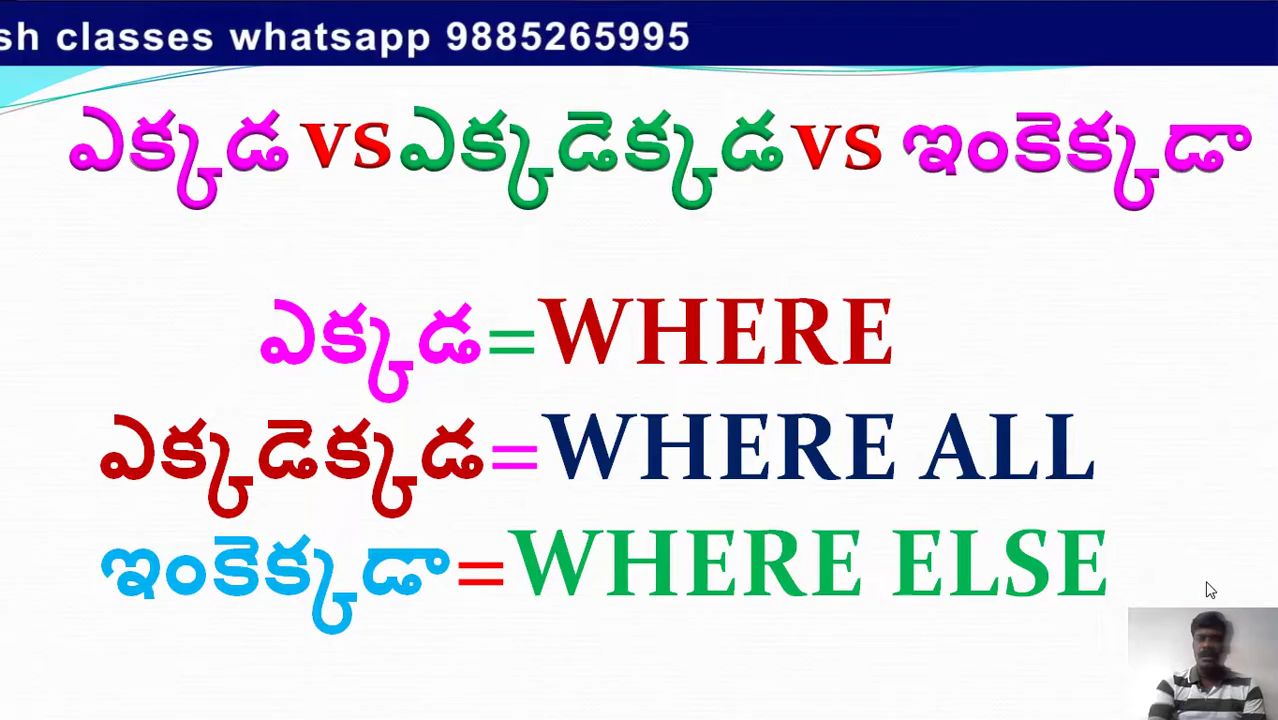 sh classes whatsapp 9885265995
ఎక్కడ vs ఎక్కడెక్కడ vs ఇంకెక్కడా
ఎక్కడ=WHERE
ఎక్కడెక్కడ=WHERE ALL
ఇంకెక్కడా=WHERE ELSE